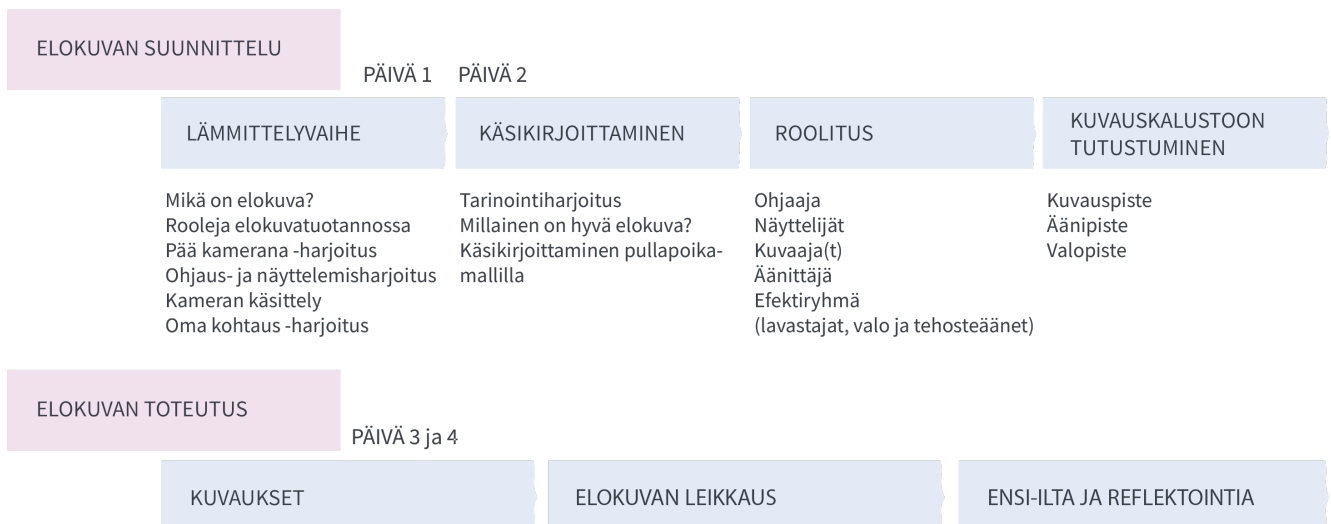 ELOKUVAN SUUNNITTELU
PÄIVÄ 1
PÄIVÄ 2
LÄMMITTELYVAIHE
Mikä on elokuva?
Rooleja elokuvatuotannossa
Pää kamerana -harjoitus
Ohjaus- ja näyttelemisharjoitus
Kameran käsittely
Oma kohtaus -harjoitus
KÄSIKIRJOITTAMINEN
Tarinointiharjoitus
Millainen on hyvä elokuva?
Käsikirjoittaminen pullapoika-
mallilla
ROOLITUS
Ohjaaja
Näyttelijät
Kuvaaja(t)
Äänittäjä
Efektiryhmä
(lavastajat, valo ja tehosteäänet)
KUVAUSKALUSTOON
TUTUSTUMINEN
Kuvauspiste
Äänipiste
Valopiste
ELOKUVAN TOTEUTUS
PÄIVÄ 3 ja 4
KUVAUKSET
ELOKUVAN LEIKKAUS
ENSI-ILTA JA REFLEKTOINTIA